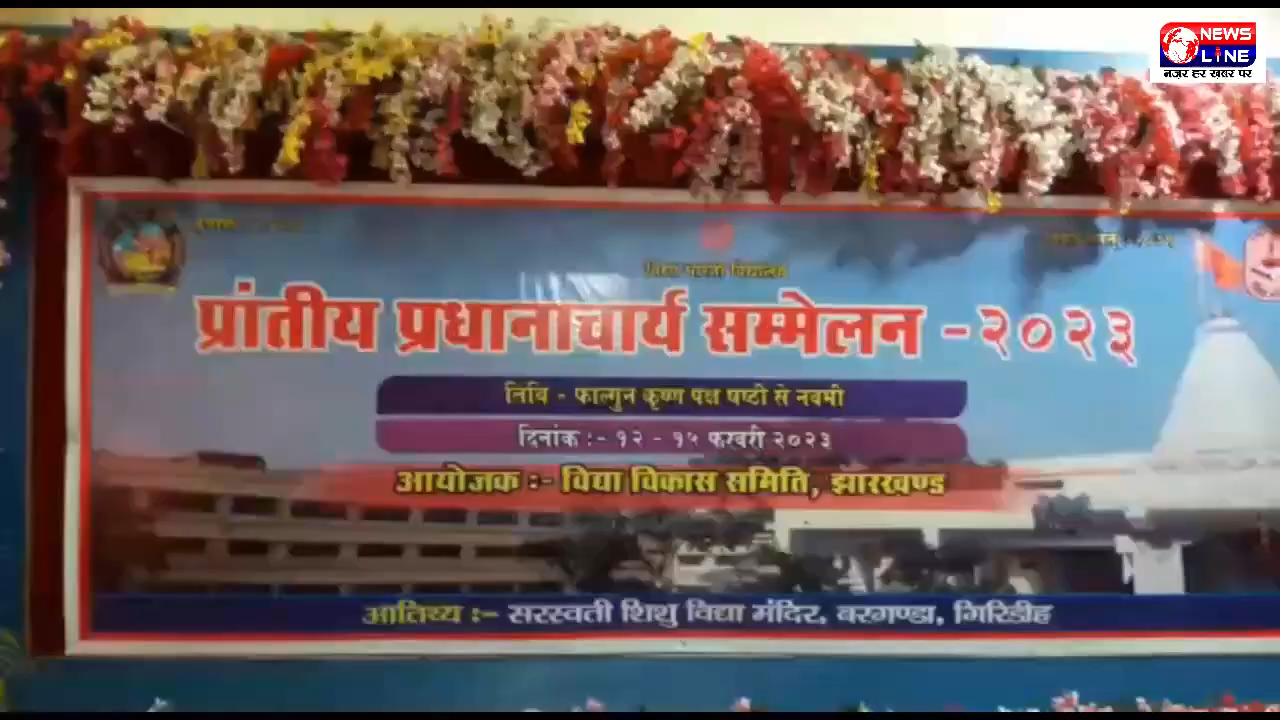 NEWS
LINE
नज़र हर खबर पर
प्रांतीय प्रधानाचार्य सम्मेलन - २०२३
तिथि - फाल्गुन कृष्ण पक्ष षष्ठी से नवमी
दिनांक :- १२ - १५ फरवरी २०२३
आयोजक :- विद्या विकास समिति, झारखण्ड
आतिथ्य :- सरस्वती शिशु विद्या मंदिर, बरगण्डा, गिरिडीह